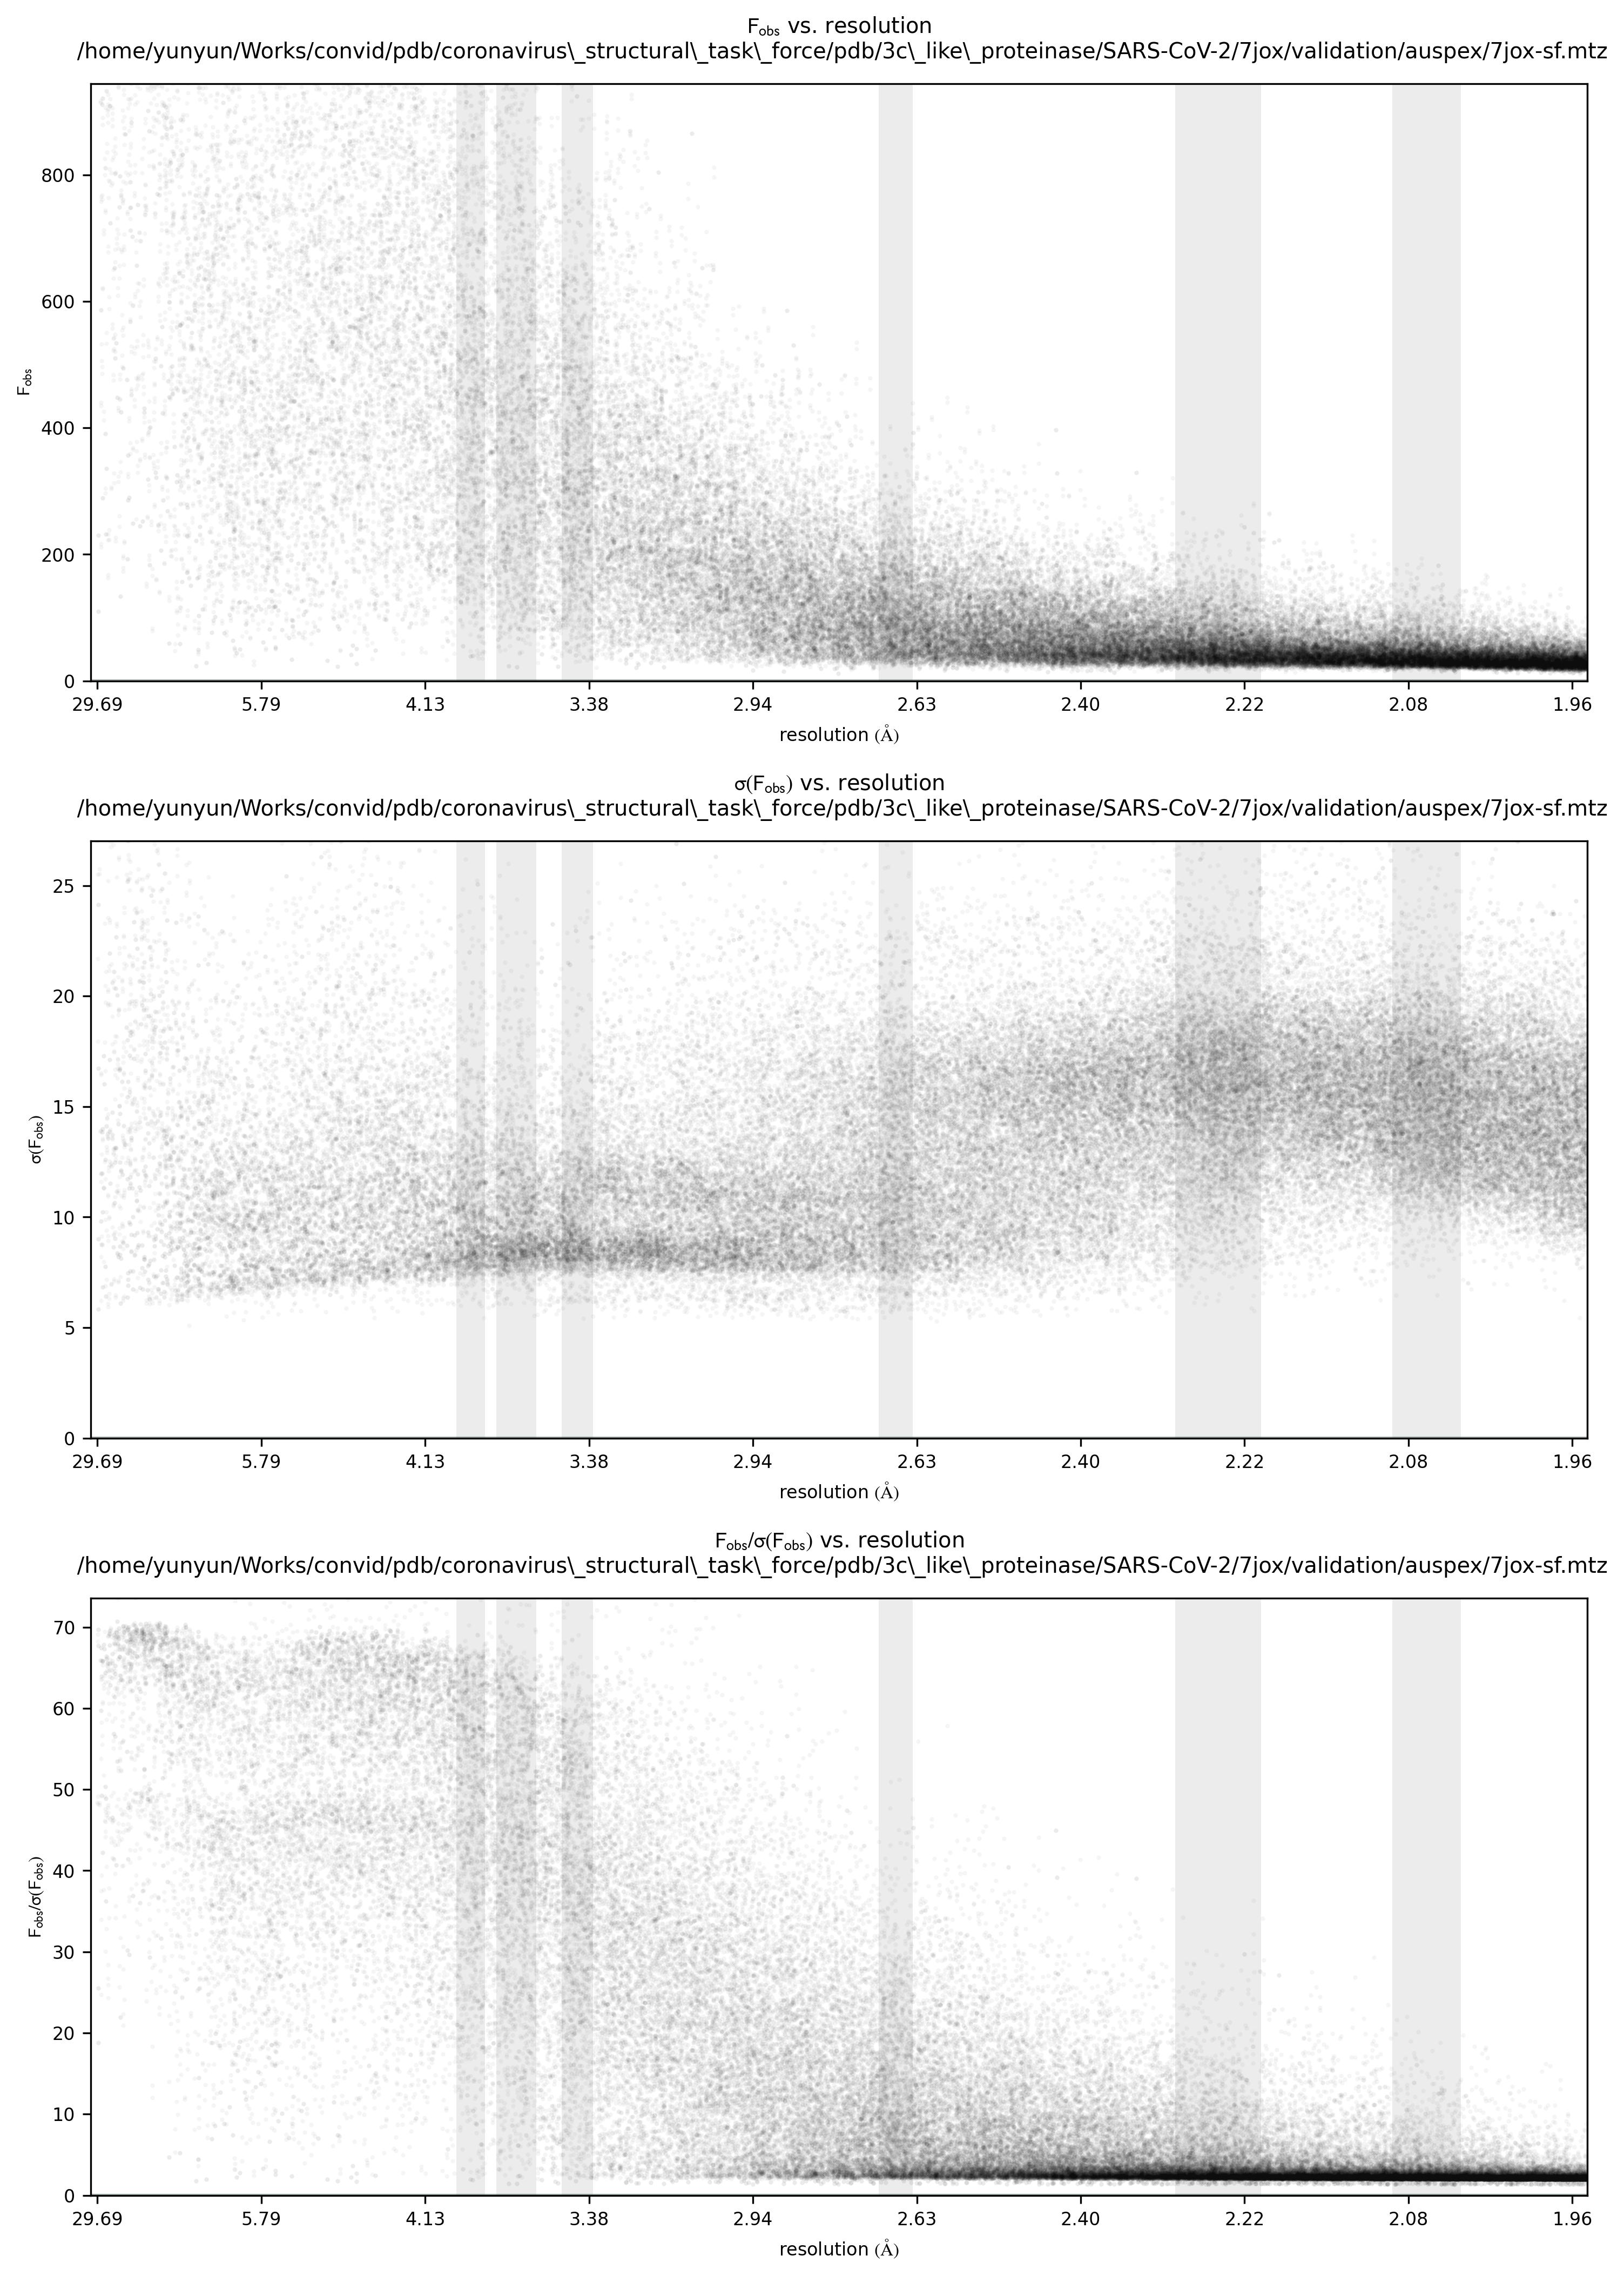 F_obs vs. resolution
/home/yunyun/Works/convid/pdb/coronavirus\_structural\_task\_force/pdb/3c\_like\_proteinase/SARS-CoV-2/7jox/validation/auspex/7jox-sf.mtz
800
600
400
200
0
F_obs
29.69 5.79 4.13 3.38 2.94 2.63 2.40 2.22 2.08 1.96
resolution (Å)
σ(F_obs) vs. resolution
/home/yunyun/Works/convid/pdb/coronavirus\_structural\_task\_force/pdb/3c\_like\_proteinase/SARS-CoV-2/7jox/validation/auspex/7jox-sf.mtz
25
20
15
10
5
0
σ(F_obs)
29.69 5.79 4.13 3.38 2.94 2.63 2.40 2.22 2.08 1.96
resolution (Å)
F_obs/σ(F_obs) vs. resolution
/home/yunyun/Works/convid/pdb/coronavirus\_structural\_task\_force/pdb/3c\_like\_proteinase/SARS-CoV-2/7jox/validation/auspex/7jox-sf.mtz
70
60
50
40
30
20
10
0
F_obs/σ(F_obs)
29.69 5.79 4.13 3.38 2.94 2.63 2.40 2.22 2.08 1.96
resolution (Å)